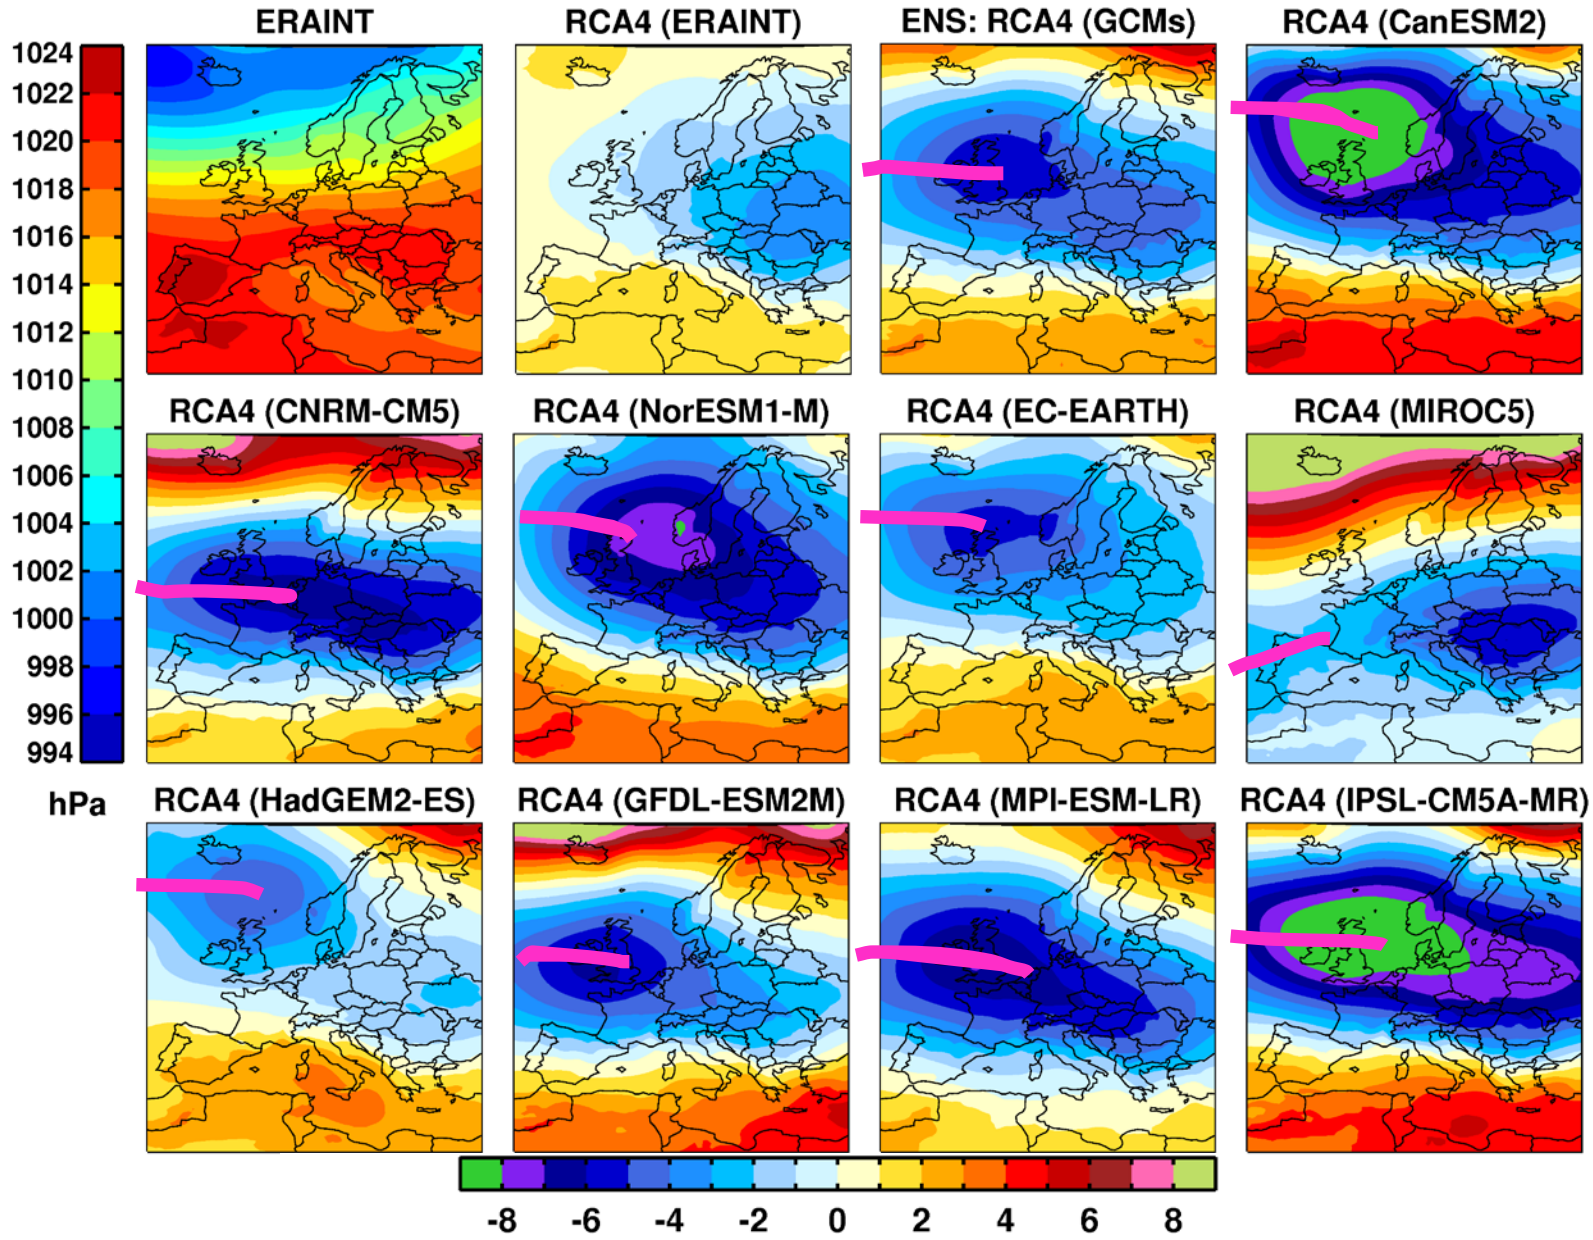 ERAINT
RCA4 (ERAINT)
ENS: RCA4 (GCMs)
RCA4 (CanESM2)
1024
1022
1020
1018
1016
1014
1012
1010
1008
1006
1004
1002
1000
998
996
994
hPa
RCA4 (CNRM-CM5)
RCA4 (NorESM1-M)
RCA4 (EC-EARTH)
RCA4 (MIROC5)
RCA4 (HadGEM2-ES)
RCA4 (GFDL-ESM2M)
RCA4 (MPI-ESM-LR)
RCA4 (IPSL-CM5A-MR)
-8 -6 -4 -2 0 2 4 6 8